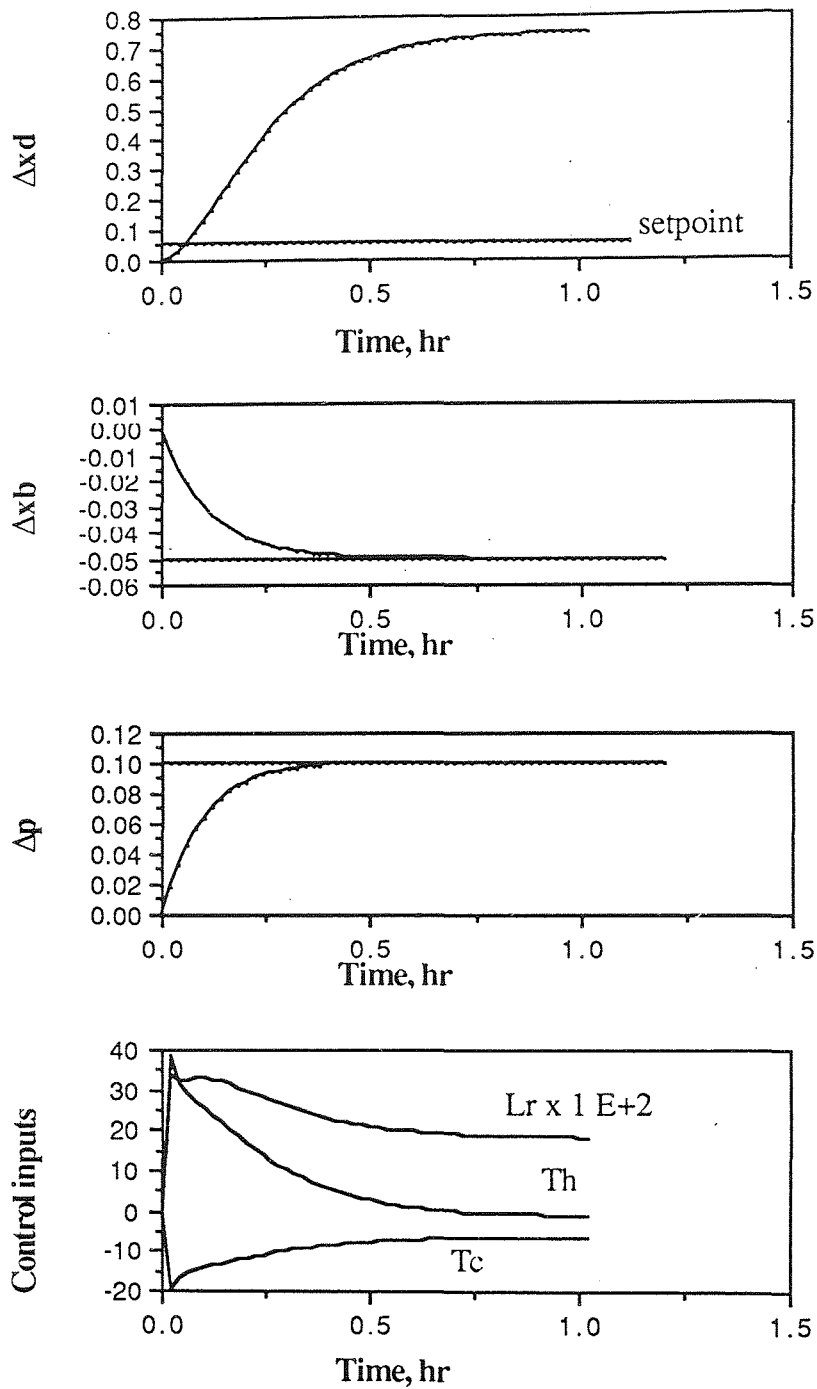 Δxd
0.8
0.7
0.6
0.5
0.4
0.3
0.2
0.1
0.0
setpoint
0.0 0.5 1.0 1.5
Time, hr
Δxb
0.01
0.00
-0.01
-0.02
-0.03
-0.04
-0.05
-0.06
0.0 0.5 1.0 1.5
Time, hr
Δp
0.12
0.10
0.08
0.06
0.04
0.02
0.00
0.0 0.5 1.0 1.5
Time, hr
Control inputs
40
30
20
10
0
-10
-20
Lr x 1 E+2
Th
Tc
0.0 0.5 1.0 1.5
Time, hr